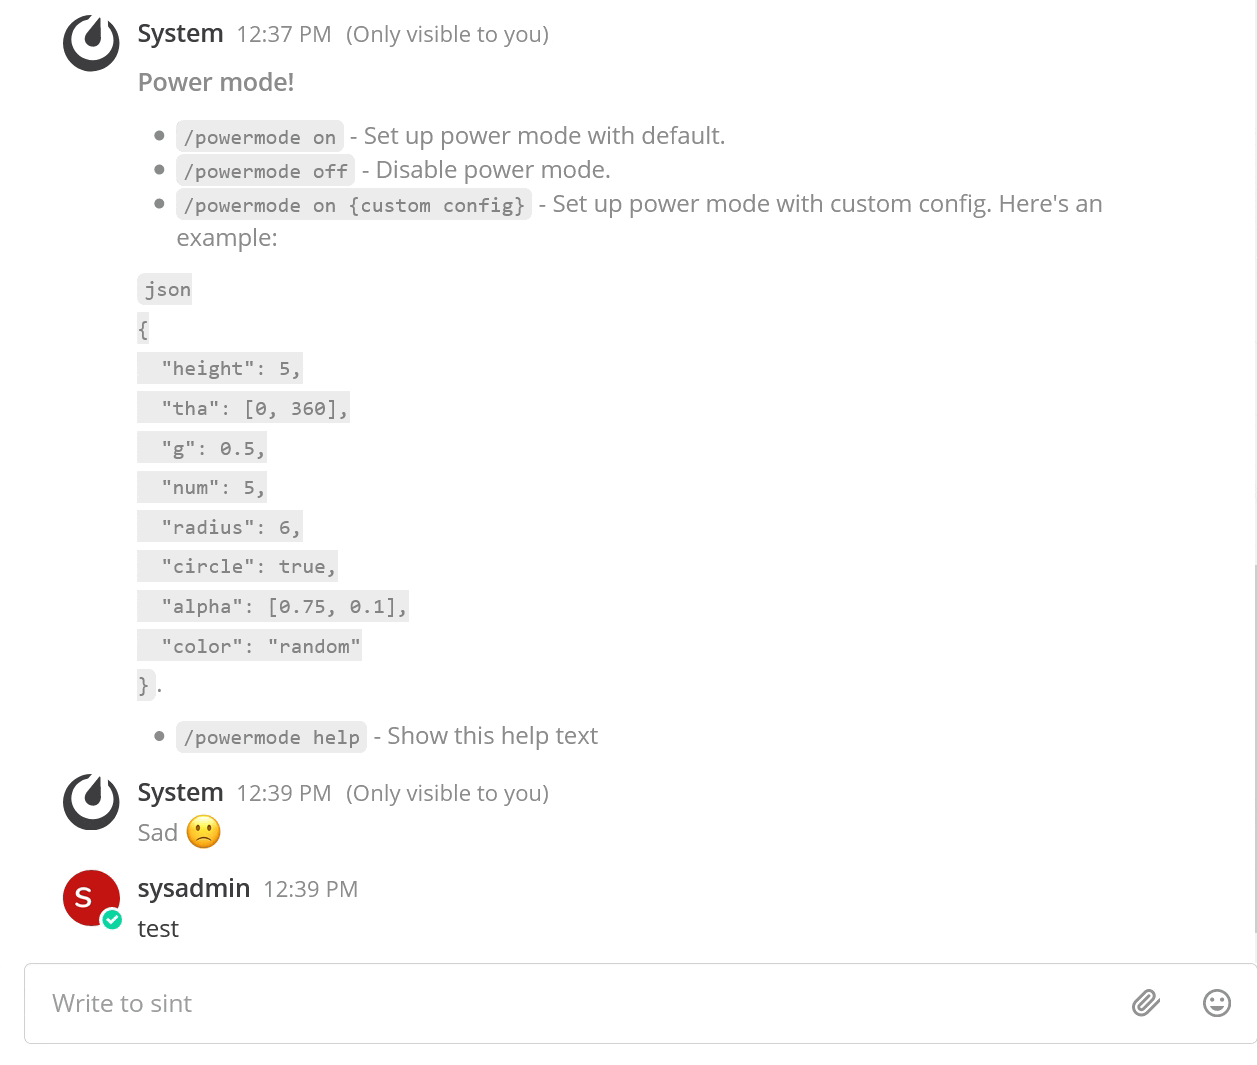 System 12:37 PM (Only visible to you)
Power mode!
/powermode on - Set up power mode with default.
/powermode off - Disable power mode.
/powermode on {custom config} - Set up power mode with custom config. Here's an
example:
json
{
"height": 5,
"tha": [0, 360],
"g": 0.5,
"num": 5,
"radius": 6,
"circle": true,
"alpha": [0.75, 0.1],
"color": "random"
}.
/powermode help - Show this help text
System 12:39 PM (Only visible to you)
Sad 🙁
S
sysadmin 12:39 PM
test
Write to sint